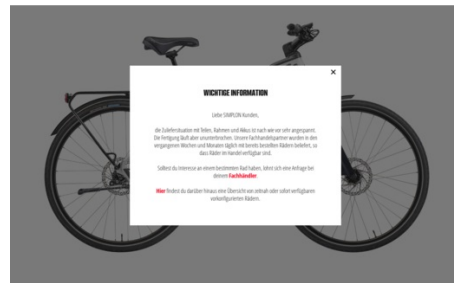 WICHTIGE INFORMATION
Liebe SIMPLON Kunden,
die Zuliefersituation mit Teilen, Rahmen und Akkus ist nach wie vor sehr angespannt.
Die Fertigung läuft aber ununterbrochen. Unsere Fachhandelspartner wurden in den
vergangenen Wochen und Monaten täglich mit bereits bestellten Rädern beliefert, so
dass Räder im Handel verfügbar sind.
Solltest du Interesse an einem bestimmten Rad haben, lohnt sich eine Anfrage bei
deinem Fachhändler.
Hier findest du darüber hinaus eine Übersicht von zeitnah oder sofort verfügbaren
vorkonfigurierten Rädern.